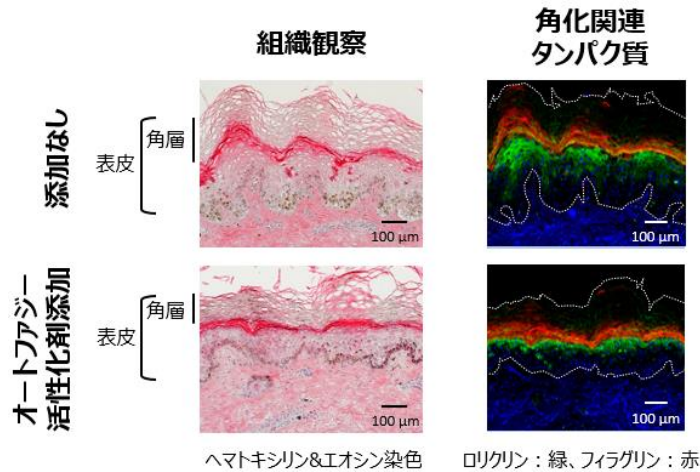 組織観察
角化関連
タンパク質
添加なし
表皮
角層
100 μm
100 μm
オートファジー
活性化剤添加
表皮
角層
100 μm
100 μm
ヘマトキシリン&エオシン染色
ロリクリン：緑、フィラグリン：赤